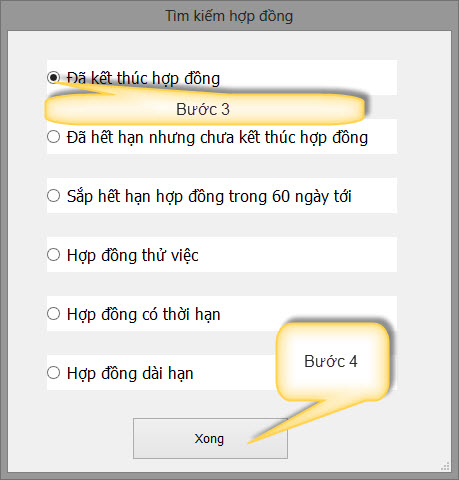 Tìm kiếm hợp đồng
Đã kết thúc hợp đồng
Bước 3
Đã hết hạn nhưng chưa kết thúc hợp đồng
Sắp hết hạn hợp đồng trong 60 ngày tới
Hợp đồng thử việc
Hợp đồng có thời hạn
Bước 4
Hợp đồng dài hạn
Xong